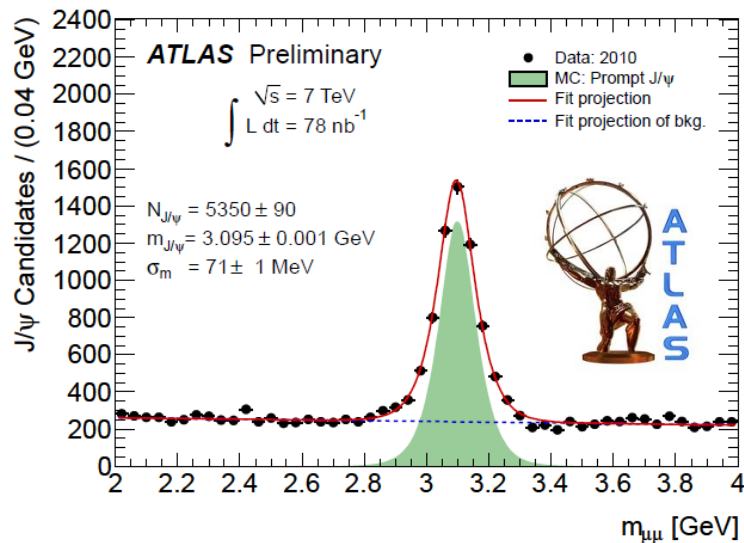 ATLAS Preliminary
√s = 7 TeV
∫ L dt = 78 nb⁻¹
N_J/ψ = 5350 ± 90
m_J/ψ = 3.095 ± 0.001 GeV
σ_m = 71 ± 1 MeV
Data: 2010
MC: Prompt J/ψ
Fit projection
Fit projection of bkg.
ATLAS
J/ψ Candidates / (0.04 GeV)
2400
2200
2000
1800
1600
1400
1200
1000
800
600
400
200
0
2 2.2 2.4 2.6 2.8 3 3.2 3.4 3.6 3.8 4
m_μμ [GeV]